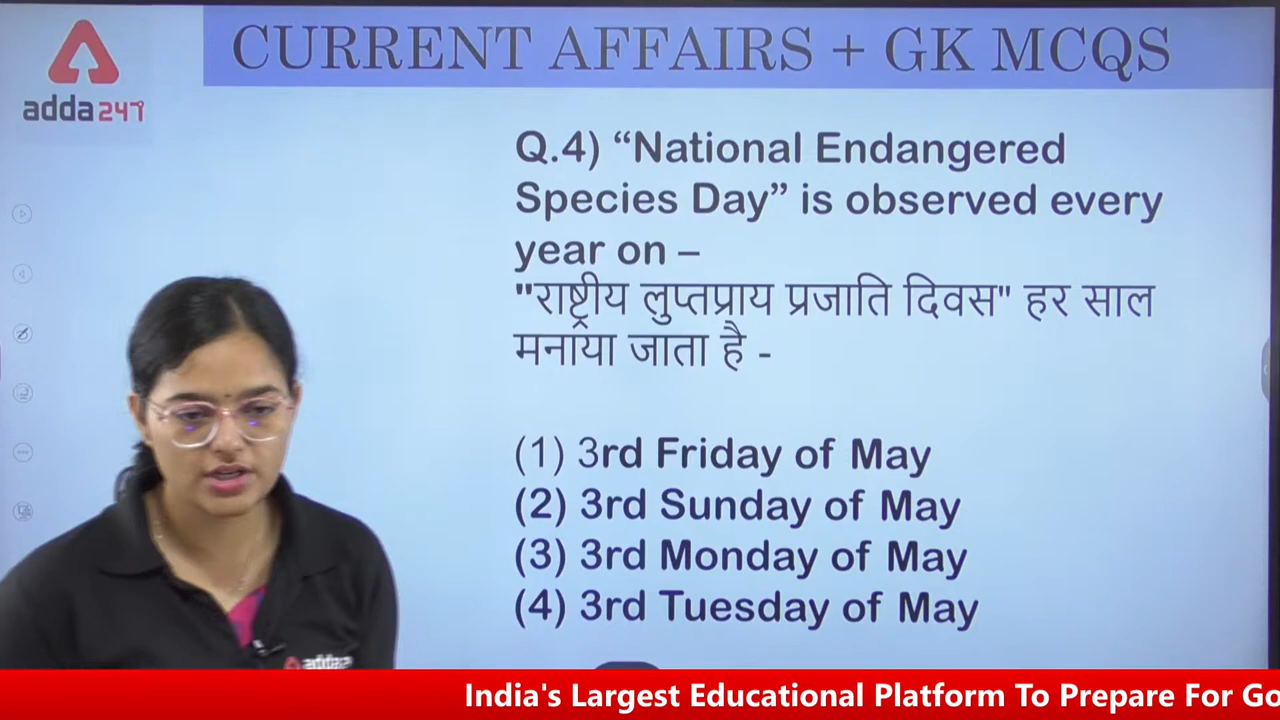 CURRENT AFFAIRS + GK MCQS
adda247
Q.4) “National Endangered
Species Day” is observed every
year on –
"राष्ट्रीय लुप्तप्राय प्रजाति दिवस" हर साल
मनाया जाता है -
(1) 3rd Friday of May
(2) 3rd Sunday of May
(3) 3rd Monday of May
(4) 3rd Tuesday of May
India's Largest Educational Platform To Prepare For Go